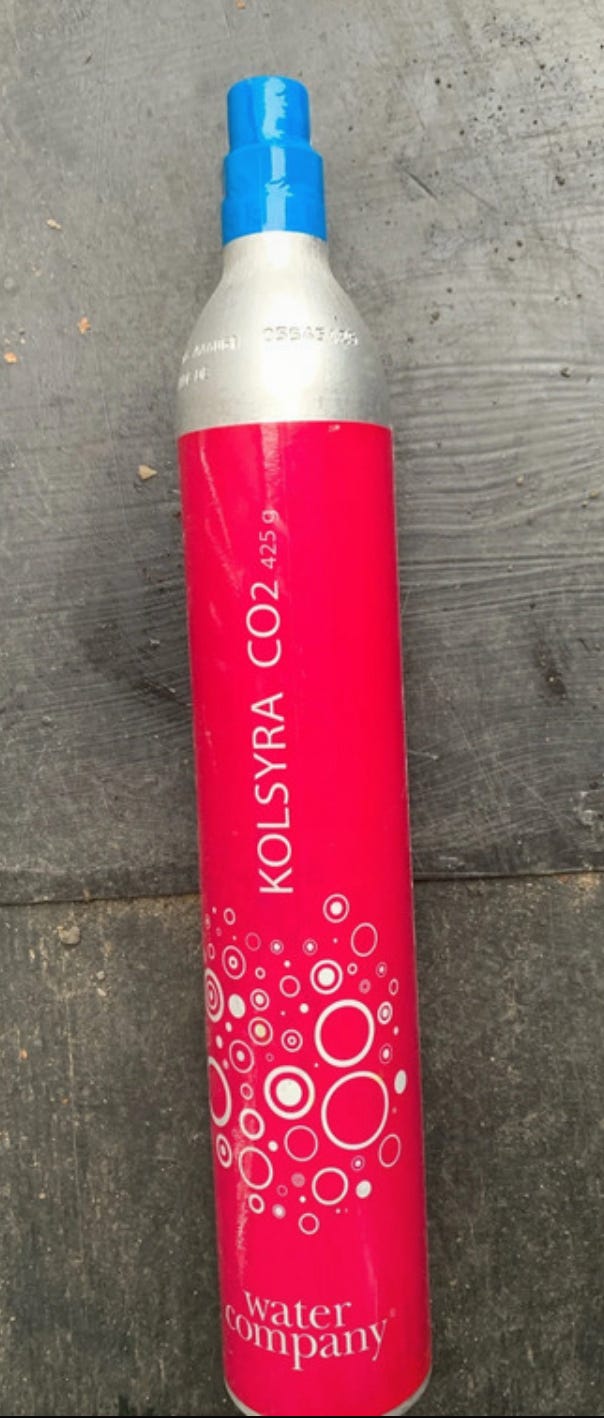 KOLSYRA CO2 425 g
water
company®